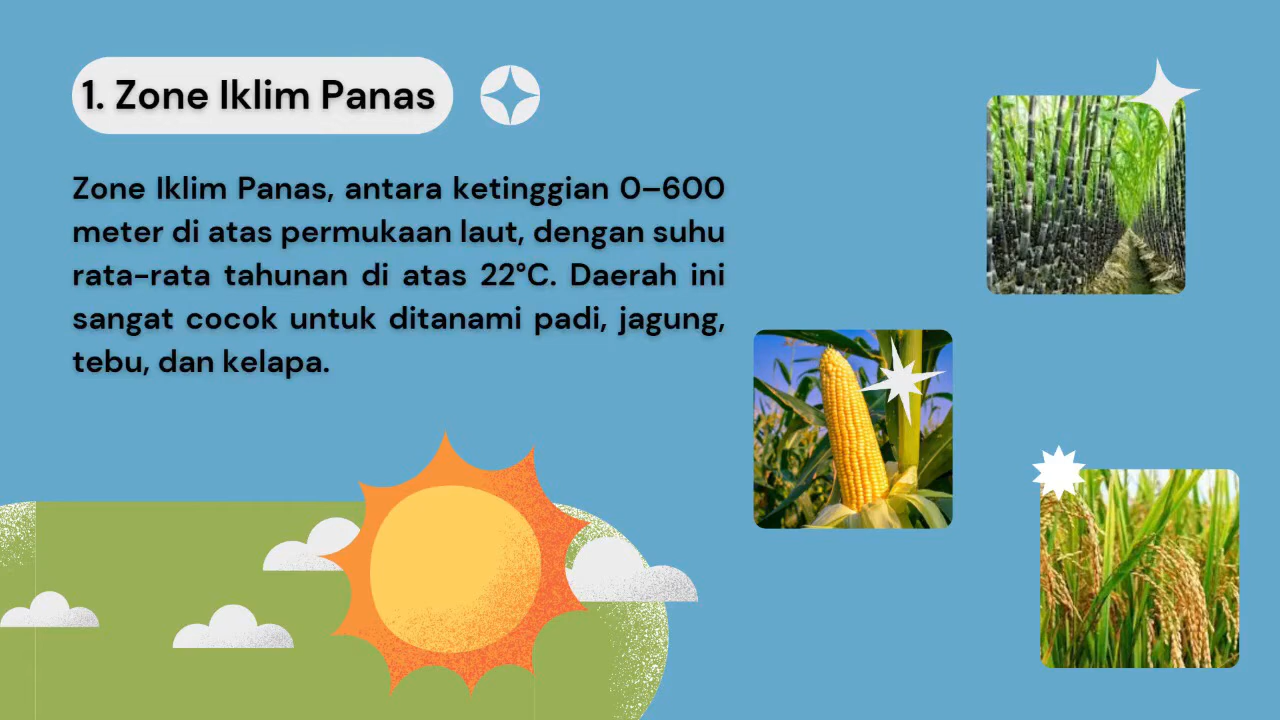 1. Zone Iklim Panas
Zone Iklim Panas, antara ketinggian 0–600
meter di atas permukaan laut, dengan suhu
rata-rata tahunan di atas 22°C. Daerah ini
sangat cocok untuk ditanami padi, jagung,
tebu, dan kelapa.